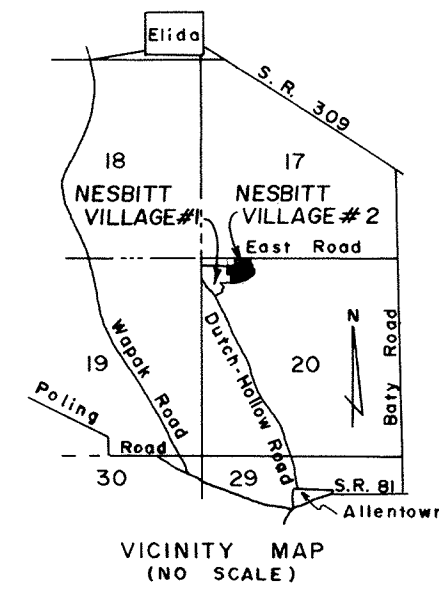 Elida
S. R. 309
18
17
NESBITT
VILLAGE #1
NESBITT
VILLAGE # 2
East Road
N
Wapak Road
Dutch-Hollow Road
Baty Road
19
20
Poling
Road
30
29
S.R. 81
Allentown
VICINITY MAP
(NO SCALE)